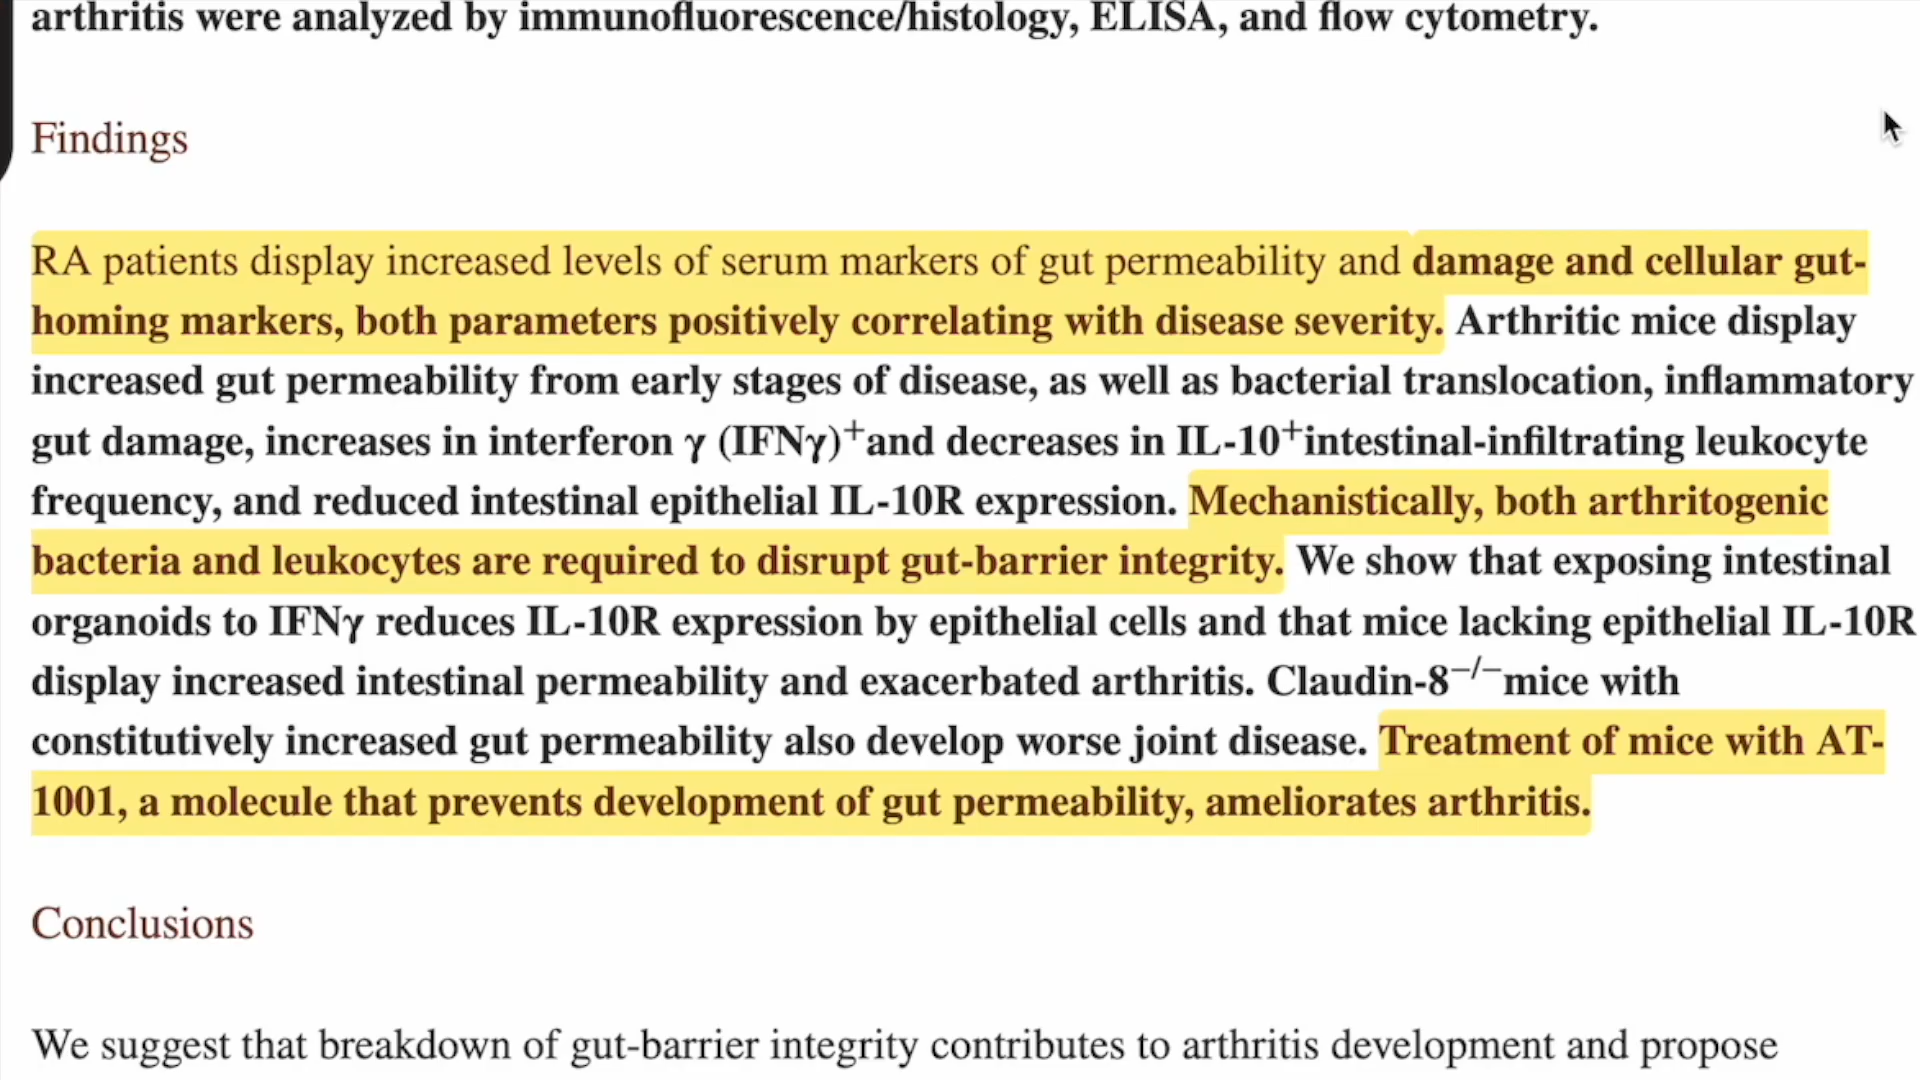 arthritis were analyzed by immunofluorescence/histology, ELISA, and flow cytometry.
Findings
RA patients display increased levels of serum markers of gut permeability and damage and cellular gut-
homing markers, both parameters positively correlating with disease severity. Arthritic mice display
increased gut permeability from early stages of disease, as well as bacterial translocation, inflammatory
gut damage, increases in interferon γ (IFNγ)⁺and decreases in IL-10⁺intestinal-infiltrating leukocyte
frequency, and reduced intestinal epithelial IL-10R expression. Mechanistically, both arthritogenic
bacteria and leukocytes are required to disrupt gut-barrier integrity. We show that exposing intestinal
organoids to IFNγ reduces IL-10R expression by epithelial cells and that mice lacking epithelial IL-10R
display increased intestinal permeability and exacerbated arthritis. Claudin-8⁻/⁻mice with
constitutively increased gut permeability also develop worse joint disease. Treatment of mice with AT-
1001, a molecule that prevents development of gut permeability, ameliorates arthritis.
Conclusions
We suggest that breakdown of gut-barrier integrity contributes to arthritis development and propose